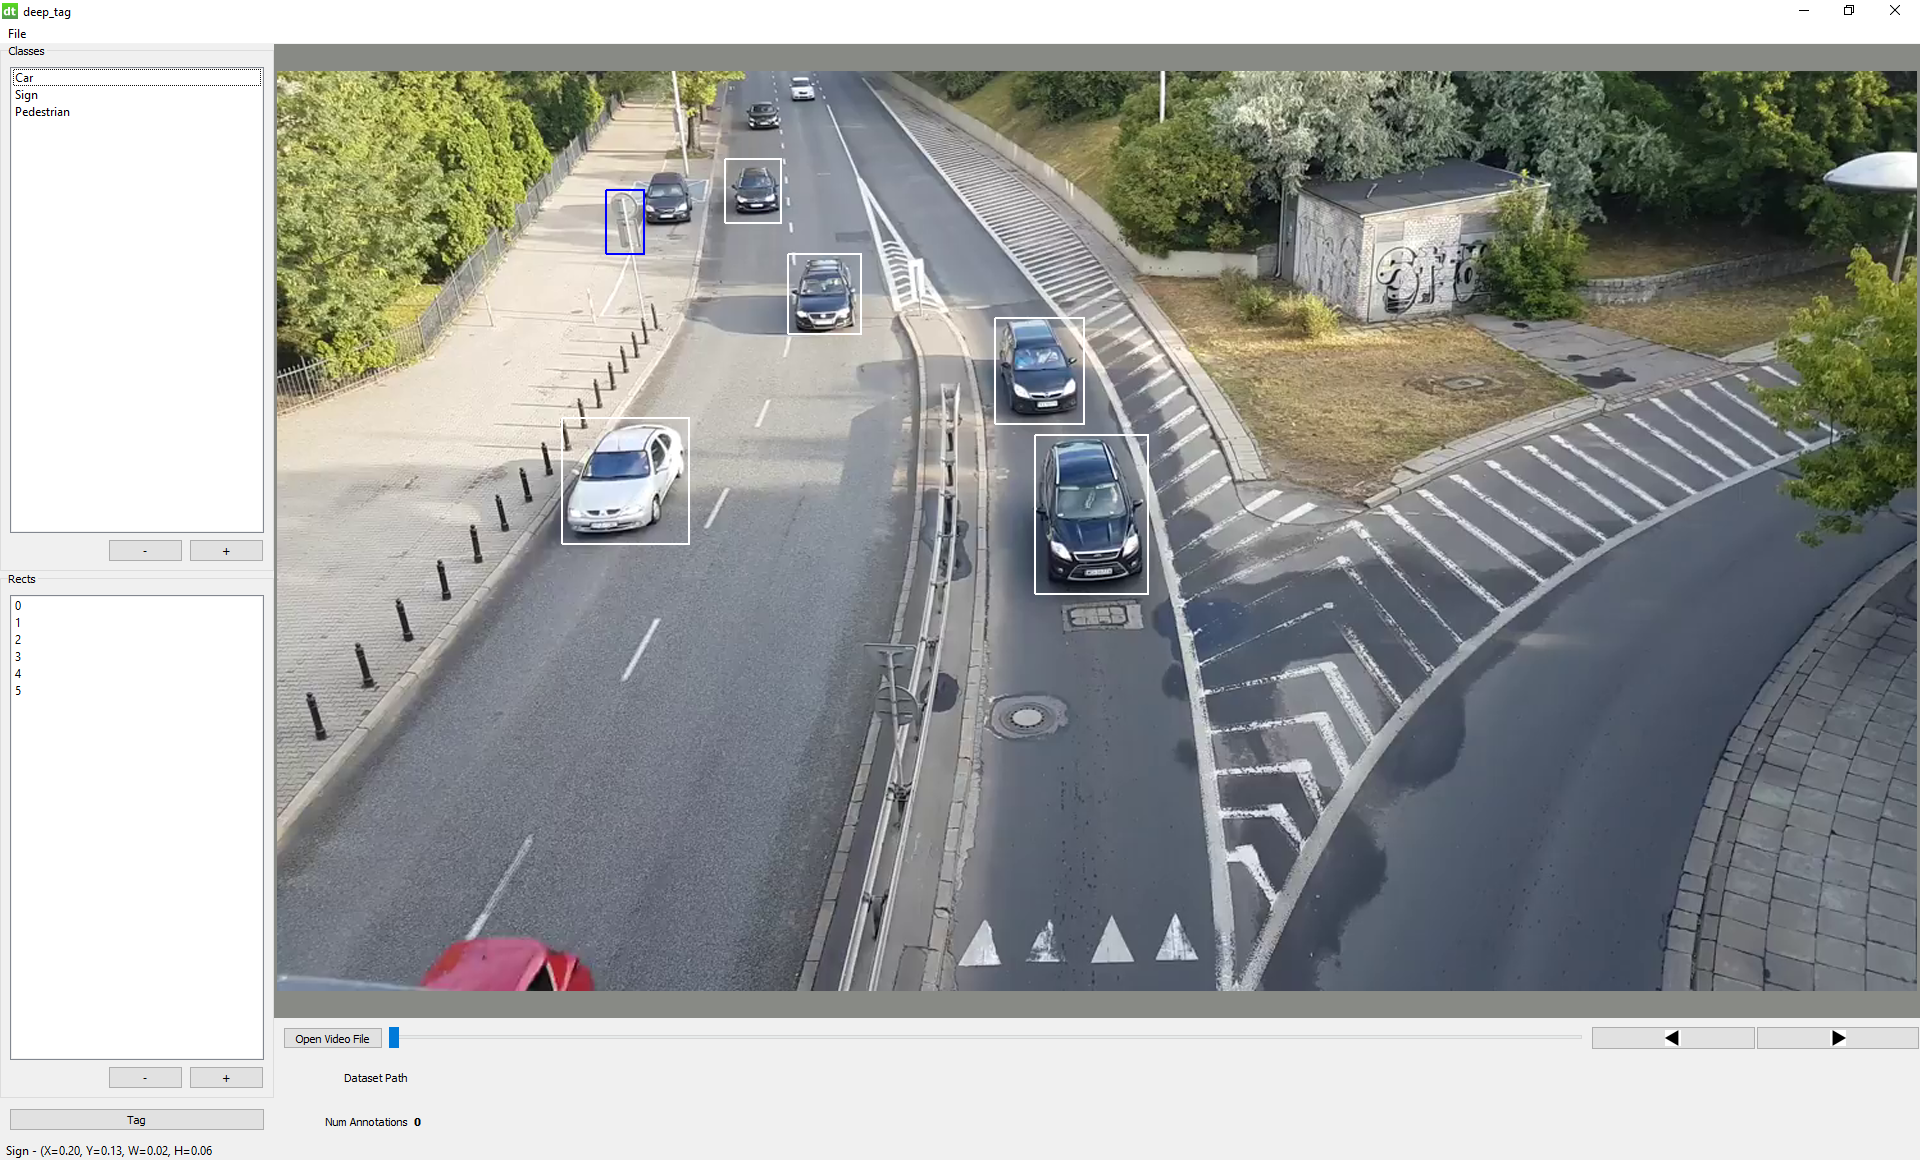 dt deep_tag
File
Classes
Car
Sign
Pedestrian
- +
Rects
0
1
2
3
4
5
- +
Tag
Open Video File
Dataset Path
Num Annotations 0
Sign - (X=0.20, Y=0.13, W=0.02, H=0.06